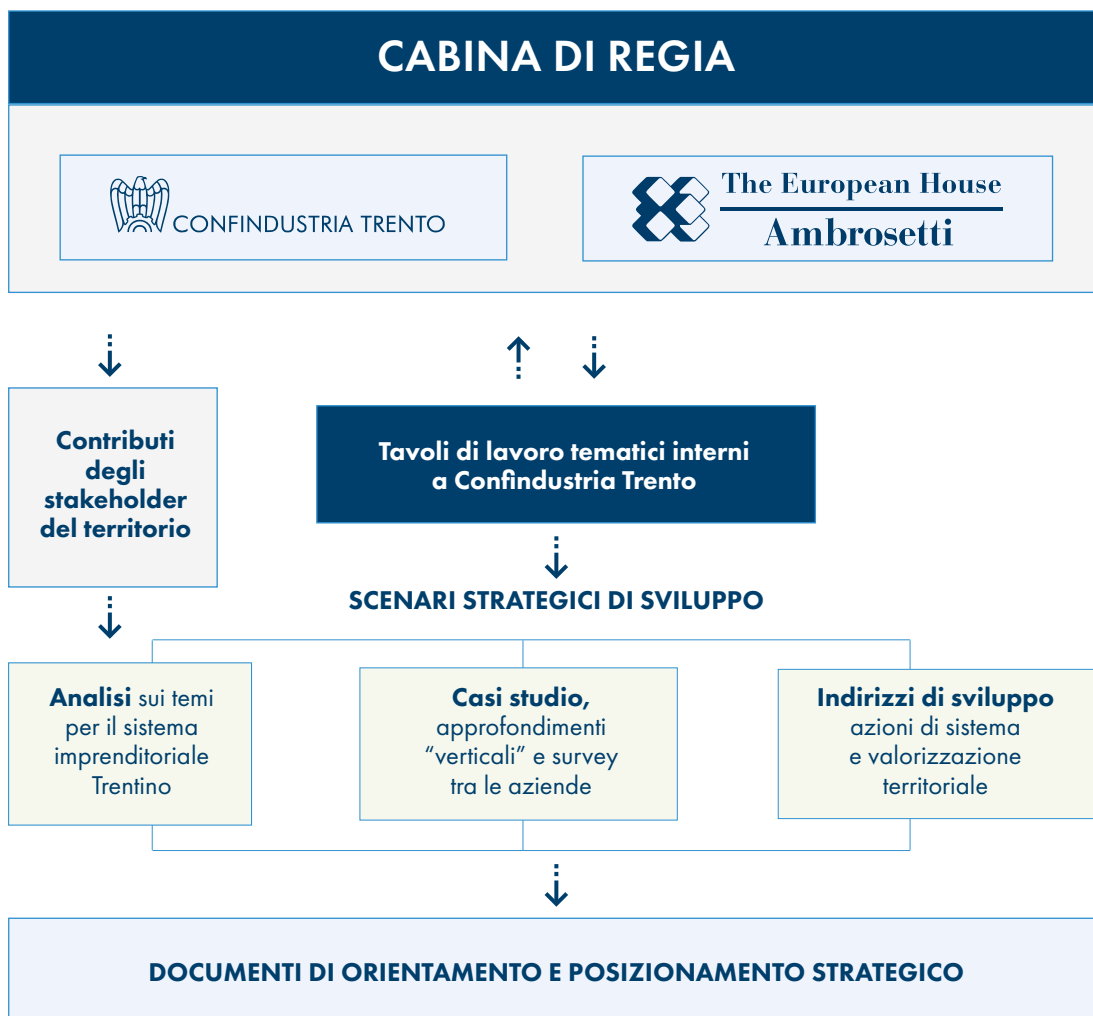 CABINA DI REGIA
CONFINDUSTRIA TRENTO
The European House
Ambrosetti
Contributi
degli
stakeholder
del territorio
Tavoli di lavoro tematici interni
a Confindustria Trento
SCENARI STRATEGICI DI SVILUPPO
Analisi sui temi
per il sistema
imprenditoriale
Trentino
Casi studio,
approfondimenti
“verticali” e survey
tra le aziende
Indirizzi di sviluppo
azioni di sistema
e valorizzazione
territoriale
DOCUMENTI DI ORIENTAMENTO E POSIZIONAMENTO STRATEGICO